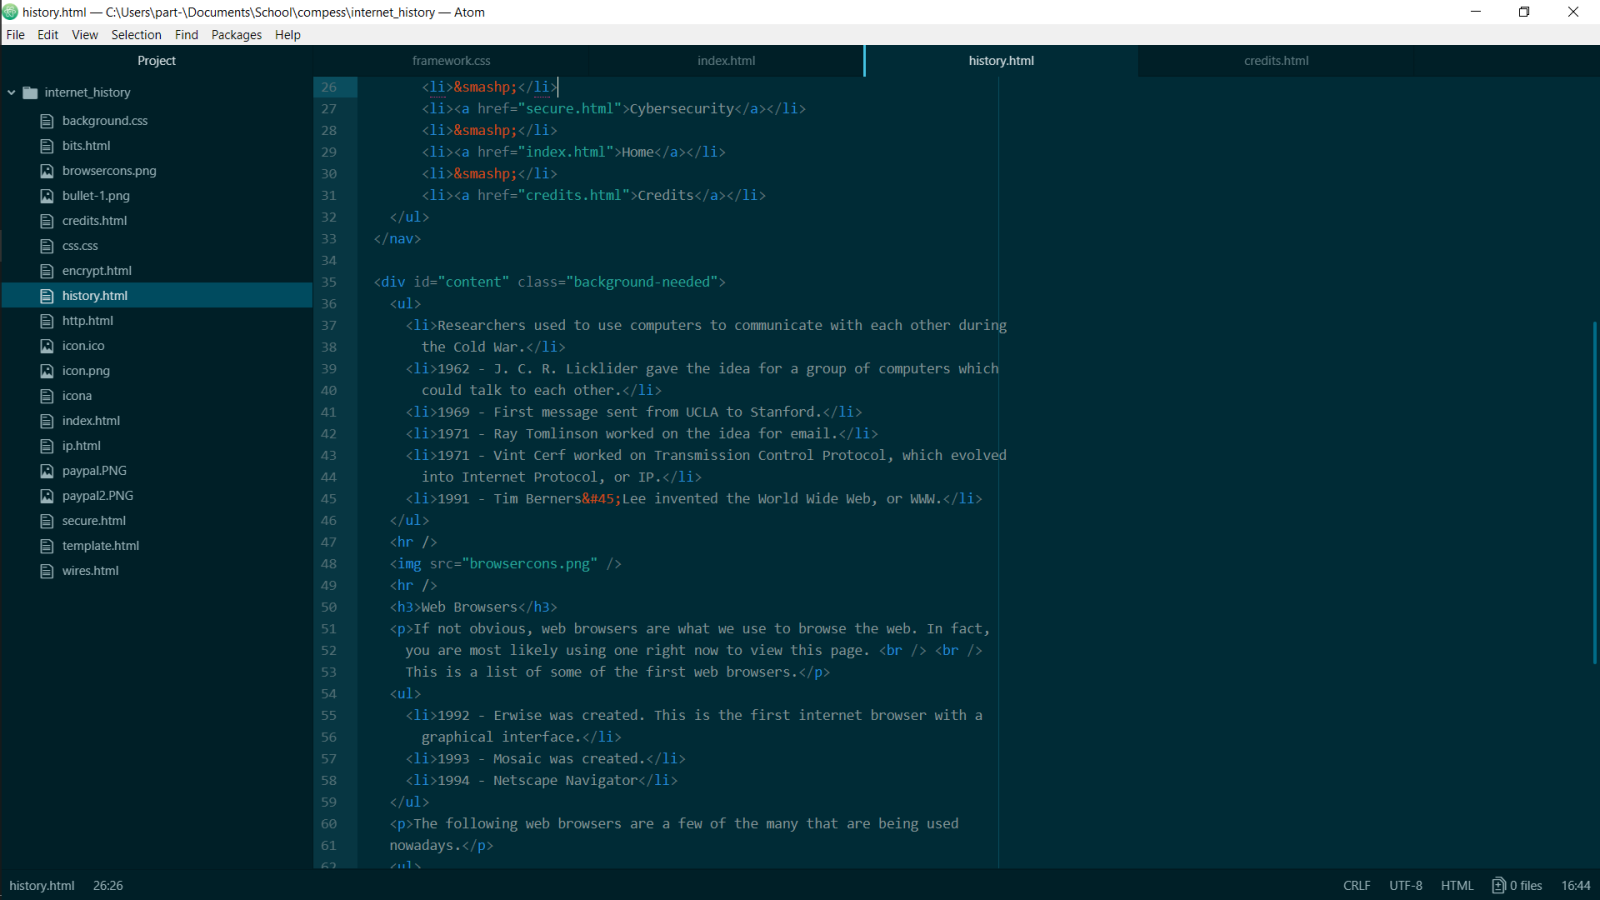 history.html — C:\Users\part-\Documents\School\compess\internet_history — Atom
File Edit View Selection Find Packages Help
Project
internet_history
background.css
bits.html
browsercons.png
bullet-1.png
credits.html
css.css
encrypt.html
history.html
http.html
icon.ico
icon.png
icona
index.html
ip.html
paypal.PNG
paypal2.PNG
secure.html
template.html
wires.html
framework.css index.html history.html credits.html
26 <li>&smashp;</li>
27 <li><a href="secure.html">Cybersecurity</a></li>
28 <li>&smashp;</li>
29 <li><a href="index.html">Home</a></li>
30 <li>&smashp;</li>
31 <li><a href="credits.html">Credits</a></li>
32 </ul>
33 </nav>
34
35 <div id="content" class="background-needed">
36 <ul>
37 <li>Researchers used to use computers to communicate with each other during
38 the Cold War.</li>
39 <li>1962 - J. C. R. Licklider gave the idea for a group of computers which
40 could talk to each other.</li>
41 <li>1969 - First message sent from UCLA to Stanford.</li>
42 <li>1971 - Ray Tomlinson worked on the idea for email.</li>
43 <li>1971 - Vint Cerf worked on Transmission Control Protocol, which evolved
44 into Internet Protocol, or IP.</li>
45 <li>1991 - Tim Berners&#45;Lee invented the World Wide Web, or WWW.</li>
46 </ul>
47 <hr />
48 <img src="browsercons.png" />
49 <hr />
50 <h3>Web Browsers</h3>
51 <p>If not obvious, web browsers are what we use to browse the web. In fact,
52 you are most likely using one right now to view this page. <br /> <br />
53 This is a list of some of the first web browsers.</p>
54 <ul>
55 <li>1992 - Erwise was created. This is the first internet browser with a
56 graphical interface.</li>
57 <li>1993 - Mosaic was created.</li>
58 <li>1994 - Netscape Navigator</li>
59 </ul>
60 <p>The following web browsers are a few of the many that are being used
61 nowadays.</p>
62 <ul>
history.html 26:26 CRLF UTF-8 HTML 0 files 16:44